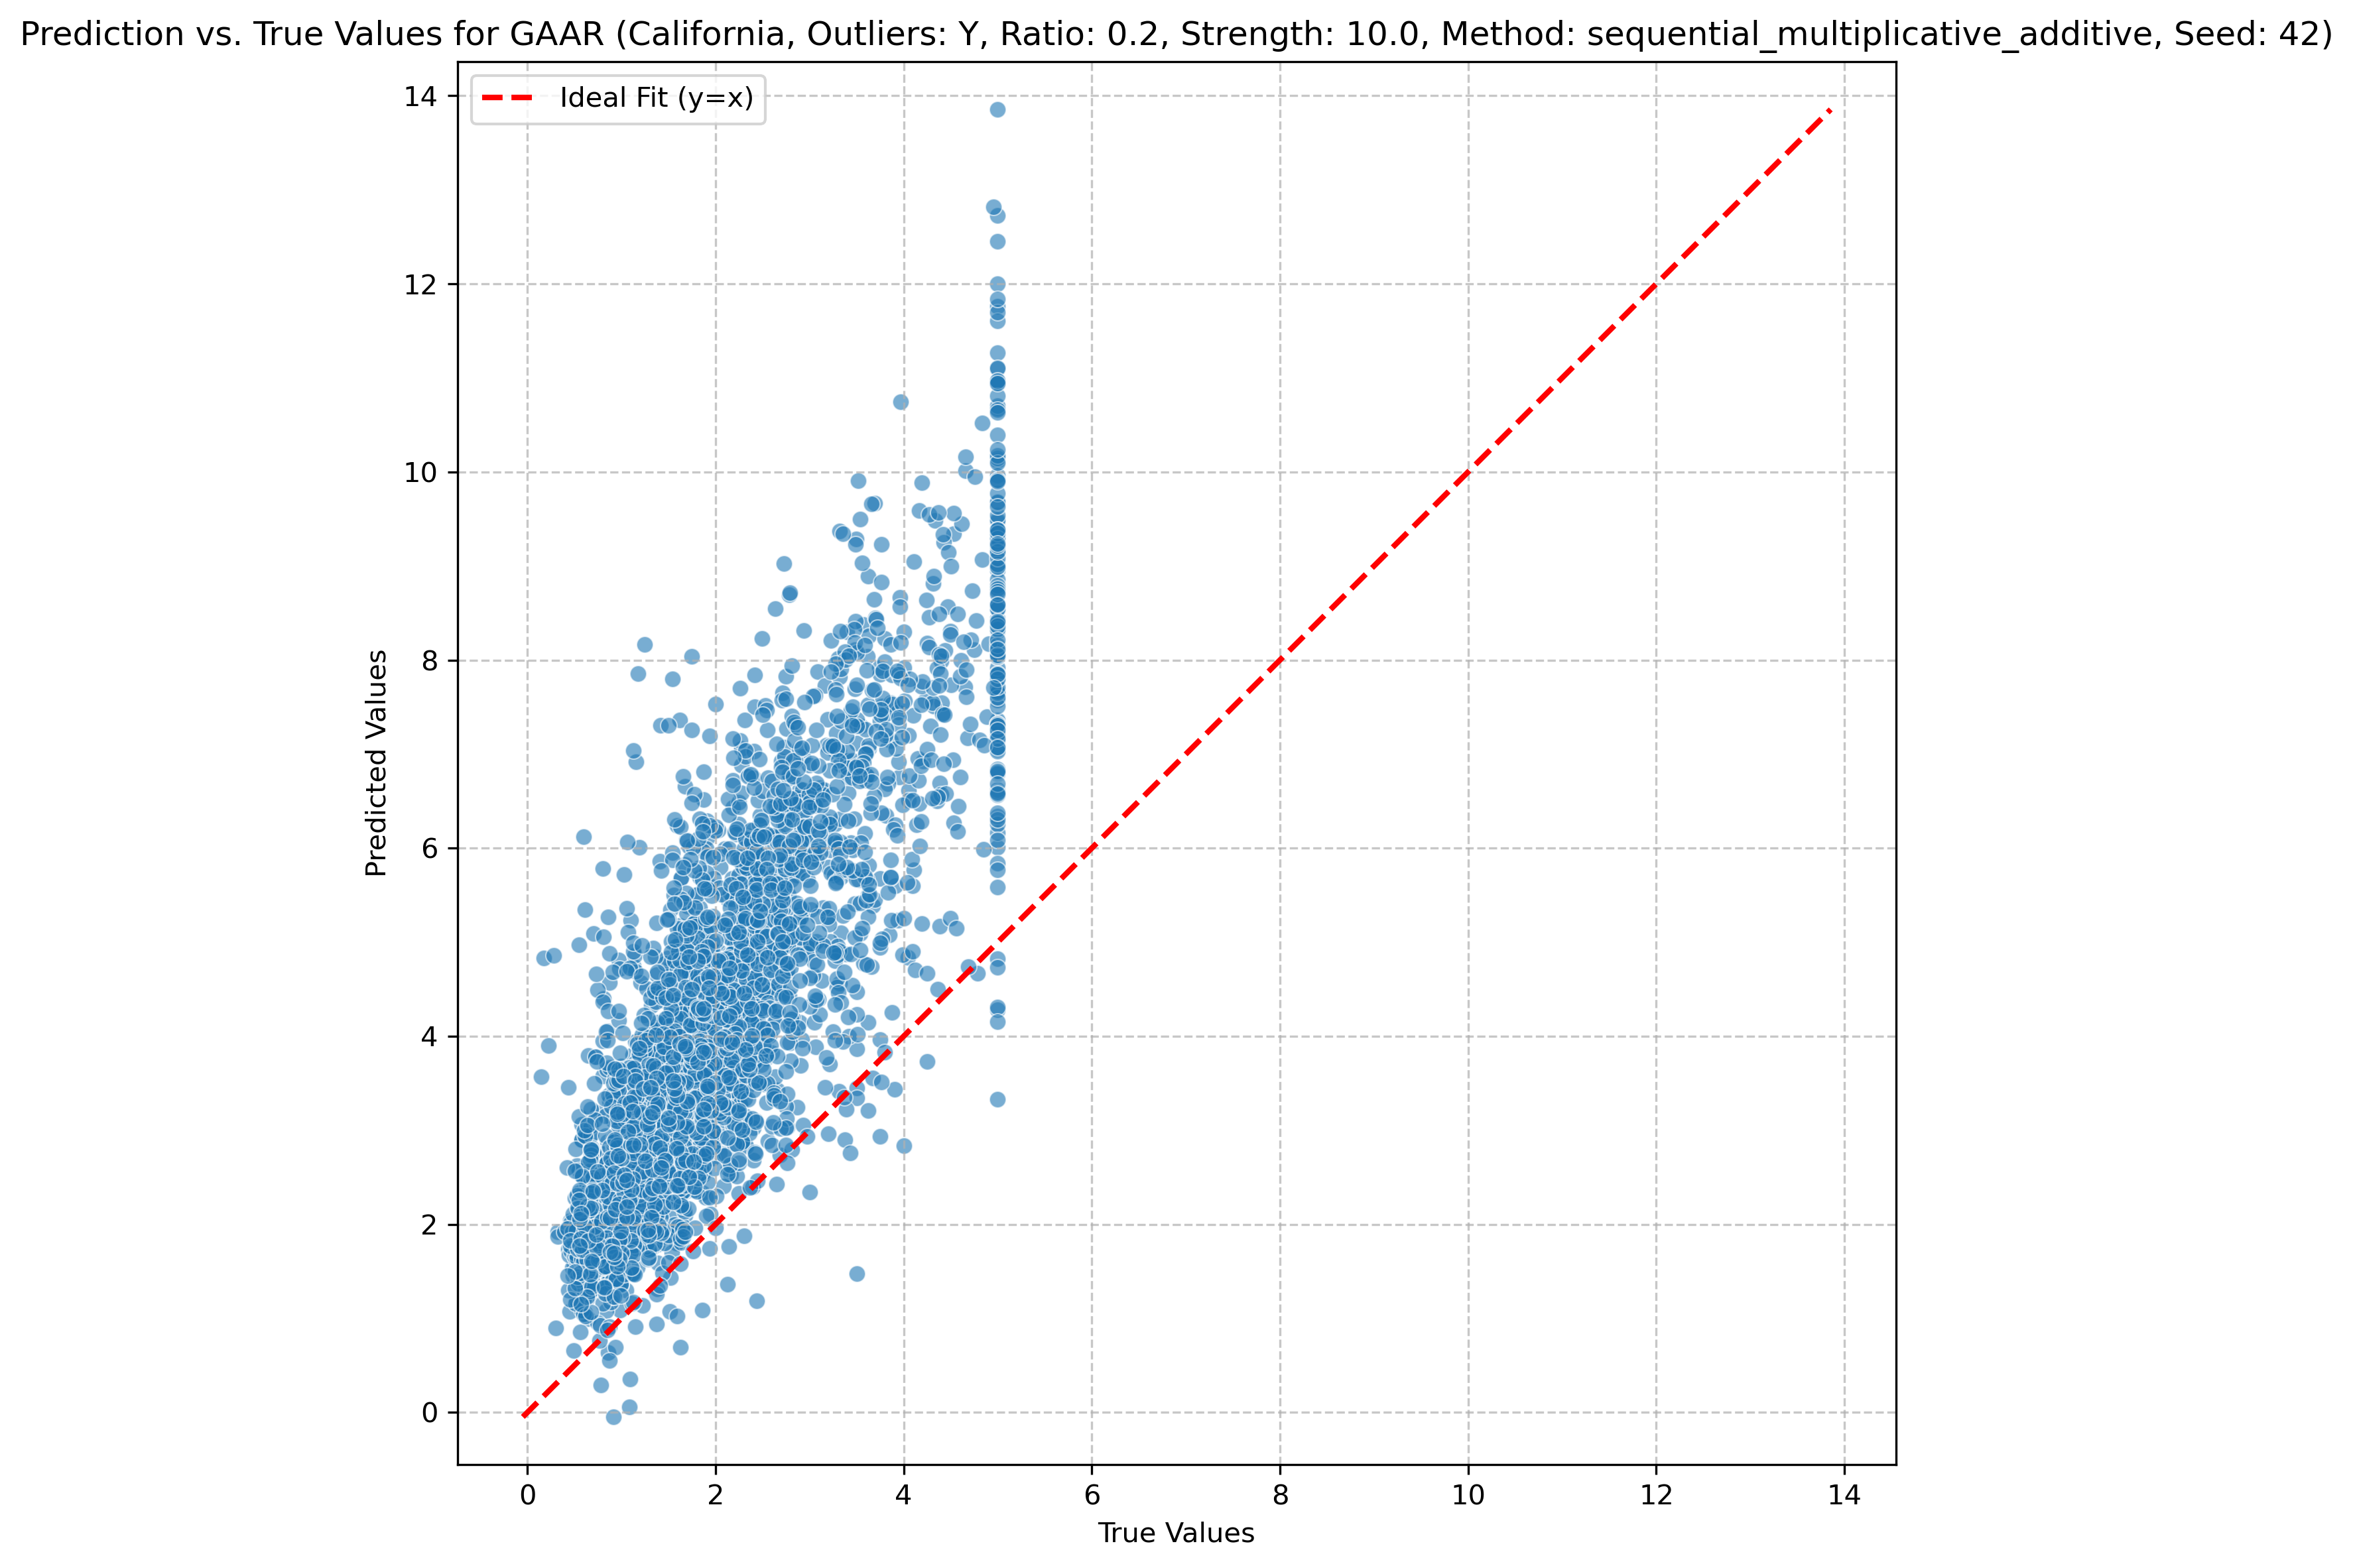 Prediction vs. True Values for GAAR (California, Outliers: Y, Ratio: 0.2, Strength: 10.0, Method: sequential_multiplicative_additive, Seed: 42)
Ideal Fit (y=x)
14
12
10
8
6
4
2
0
Predicted Values
0 2 4 6 8 10 12 14
True Values